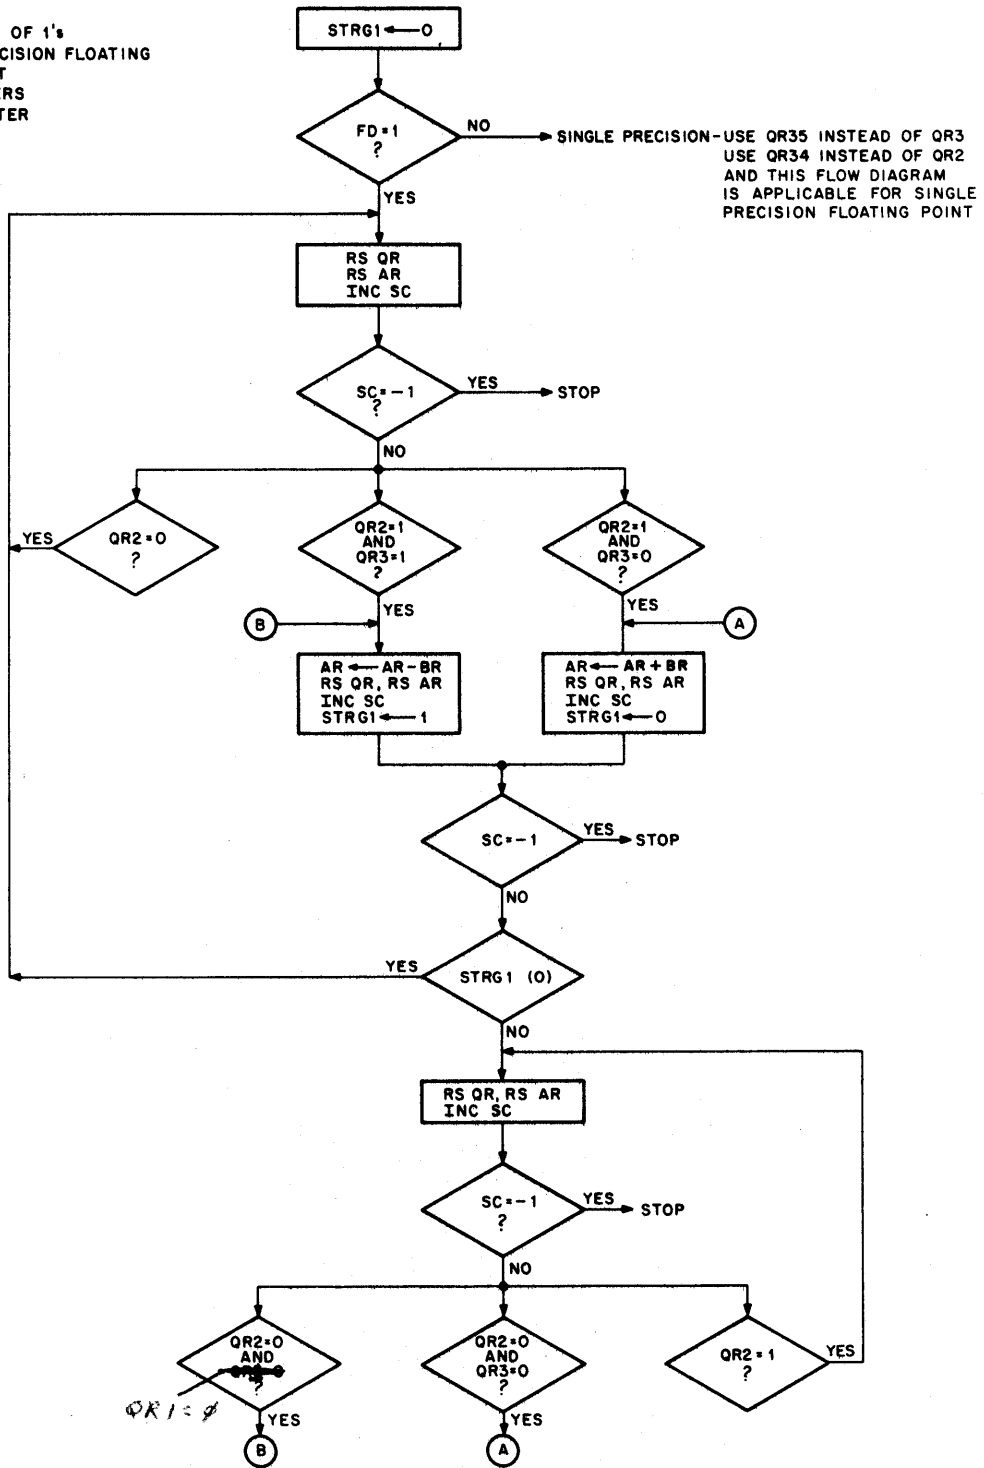 OF 1's
CISION FLOATING
T
ERS
TER
STRG1 ← 0
FD=1
?
NO
SINGLE PRECISION-USE QR35 INSTEAD OF QR3
USE QR34 INSTEAD OF QR2
AND THIS FLOW DIAGRAM
IS APPLICABLE FOR SINGLE
PRECISION FLOATING POINT
YES
RS QR
RS AR
INC SC
SC=-1
?
YES
STOP
NO
QR2=0
?
YES
QR2=1
AND
QR3=1
?
YES
QR2=1
AND
QR3=0
?
YES
B
A
AR ← AR-BR
RS QR, RS AR
INC SC
STRG1 ← 1
AR ← AR+BR
RS QR, RS AR
INC SC
STRG1 ← 0
SC=-1
YES
STOP
NO
STRG1 (0)
YES
NO
RS QR, RS AR
INC SC
SC=-1
?
YES
STOP
NO
QR2=0
AND
?
QR1=ø
YES
B
QR2=0
AND
QR3=0
?
YES
A
QR2=1
?
YES